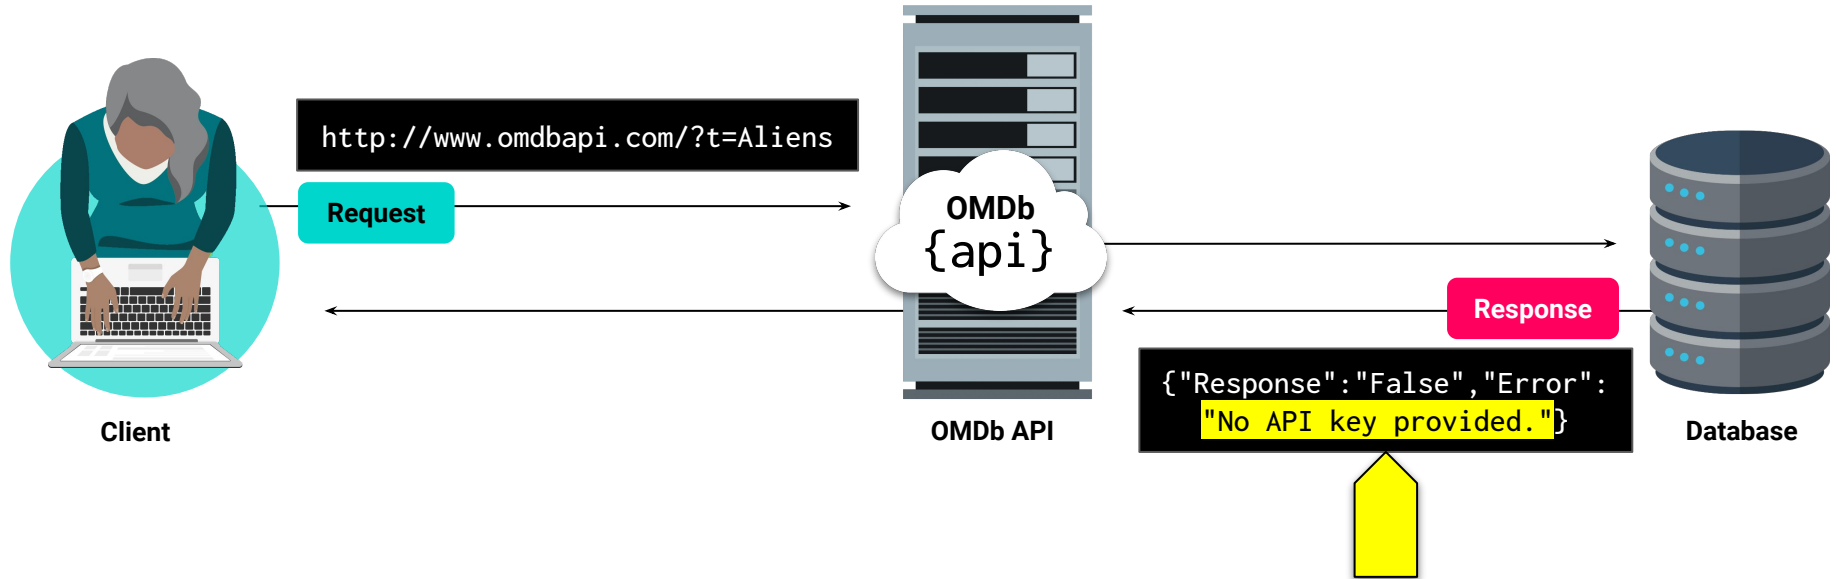 http://www.omdbapi.com/?t=Aliens
Request
OMDb
{api}
Response
{"Response":"False","Error":
"No API key provided."}
Client
OMDb API
Database